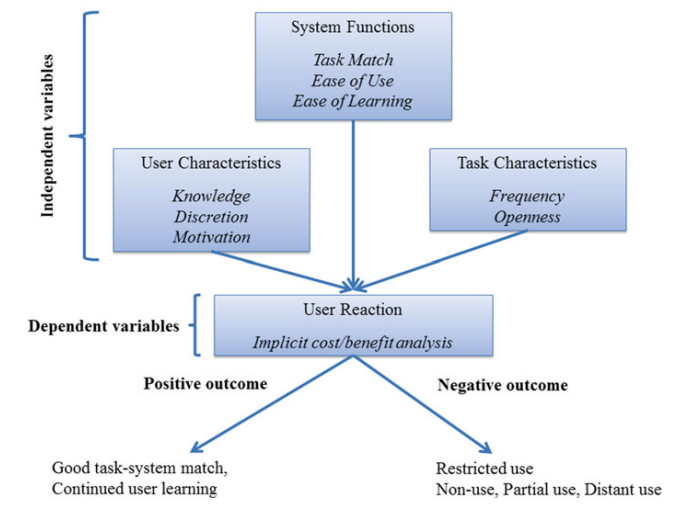 System Functions
Task Match
Ease of Use
Ease of Learning
Independent variables
User Characteristics
Knowledge
Discretion
Motivation
Task Characteristics
Frequency
Openness
Dependent variables
User Reaction
Implicit cost/benefit analysis
Positive outcome
Negative outcome
Good task-system match,
Continued user learning
Restricted use
Non-use, Partial use, Distant use